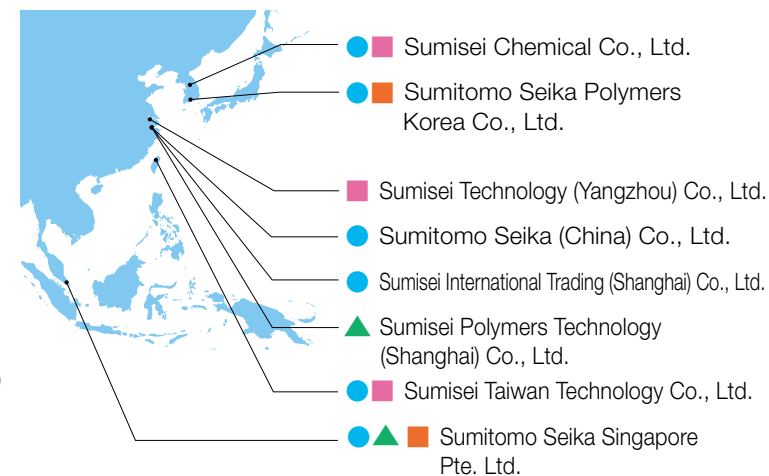 Sumisei Chemical Co., Ltd.
Sumitomo Seika Polymers
Korea Co., Ltd.
Sumisei Technology (Yangzhou) Co., Ltd.
Sumitomo Seika (China) Co., Ltd.
Sumisei International Trading (Shanghai) Co., Ltd.
Sumisei Polymers Technology
(Shanghai) Co., Ltd.
Sumisei Taiwan Technology Co., Ltd.
Sumitomo Seika Singapore
Pte. Ltd.